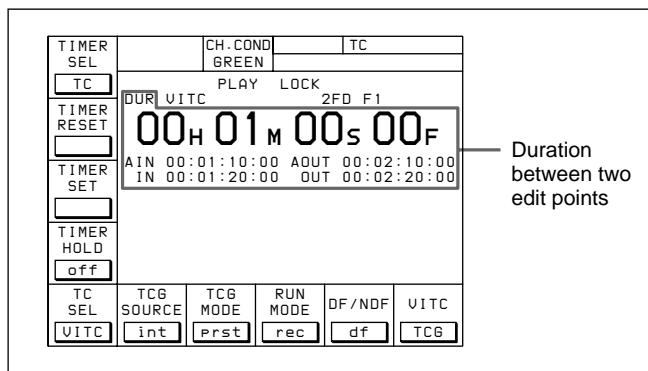 TIMER SEL
TC
CH.COND
GREEN
TC
PLAY LOCK
DUR VITC 2FD F1
00H 01M 00S 00F
AIN 00:01:10:00 AOUT 00:02:10:00
IN 00:01:20:00 OUT 00:02:20:00
TIMER RESET
TIMER SET
TIMER HOLD
off
Duration
between two
edit points
TC SEL
VITC
TCG SOURCE
int
TCG MODE
prst
RUN MODE
rec
DF/NDF
df
VITC
TCG